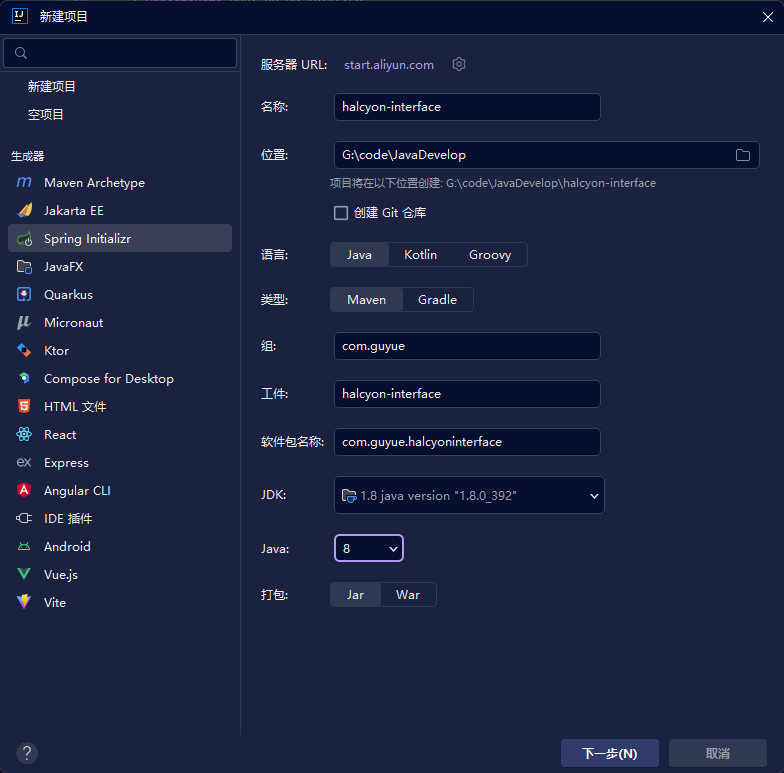 新建项目
新建项目
空项目
生成器
Maven Archetype
Jakarta EE
Spring Initializr
JavaFX
Quarkus
Micronaut
Ktor
Compose for Desktop
HTML 文件
React
Express
Angular CLI
IDE 插件
Android
Vue.js
Vite
服务器 URL: start.aliyun.com
名称: halcyon-interface
位置: G:\code\JavaDevelop
项目将在以下位置创建: G:\code\JavaDevelop\halcyon-interface
创建 Git 仓库
语言: Java Kotlin Groovy
类型: Maven Gradle
组: com.guyue
工件: halcyon-interface
软件包名称: com.guyue.halcyoninterface
JDK: 1.8 java version "1.8.0_392"
Java: 8
打包: Jar War
? 下一步(N) 取消